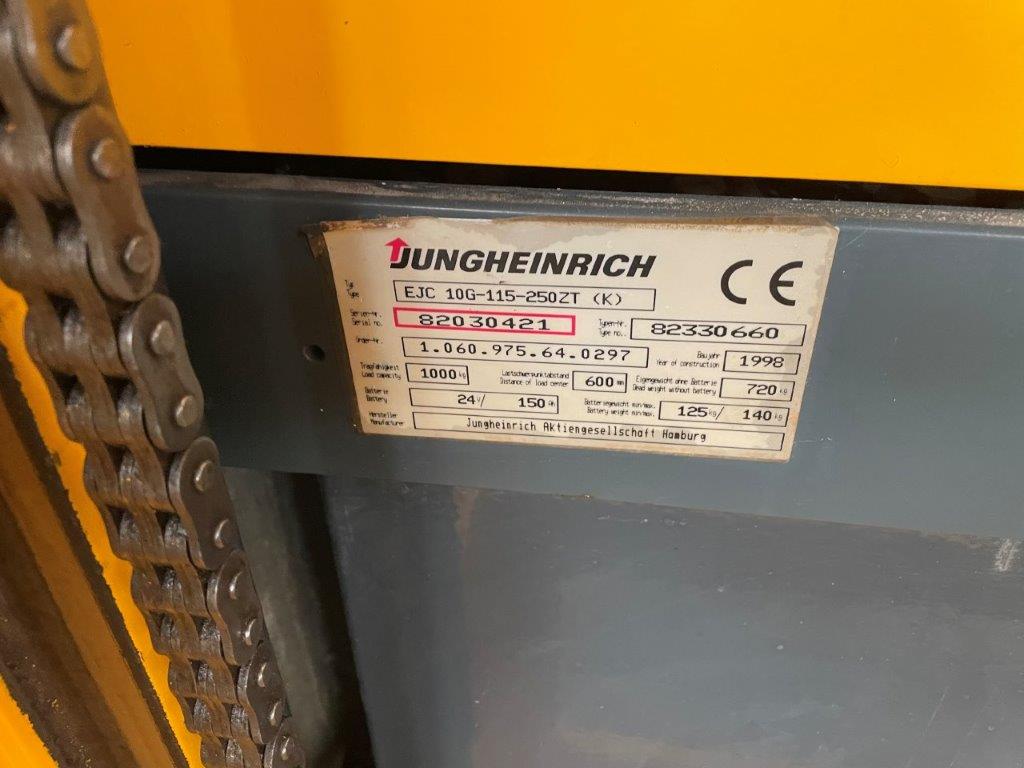 JUNGHEINRICH
CE
Typ
Type
EJC 10G-115-250ZT (K)
Serien-Nr.
Serial no.
82030421
Typen-Nr.
Type no.
82330660
Order-Nr.
1.060.975.64.0297
Baujahr
Year of construction
1998
Tragfähigkeit
Load capacity
1000 kg
Lastschwerpunktabstand
Distance of load center
600 mm
Eigengewicht ohne Batterie
Dead weight without battery
720 kg
Batterie
Battery
24 V/ 150 Ah
Batteriegewicht min/max.
Battery weight min/max.
125 kg/ 140 kg
Hersteller
Manufacturer
Jungheinrich Aktiengesellschaft Hamburg